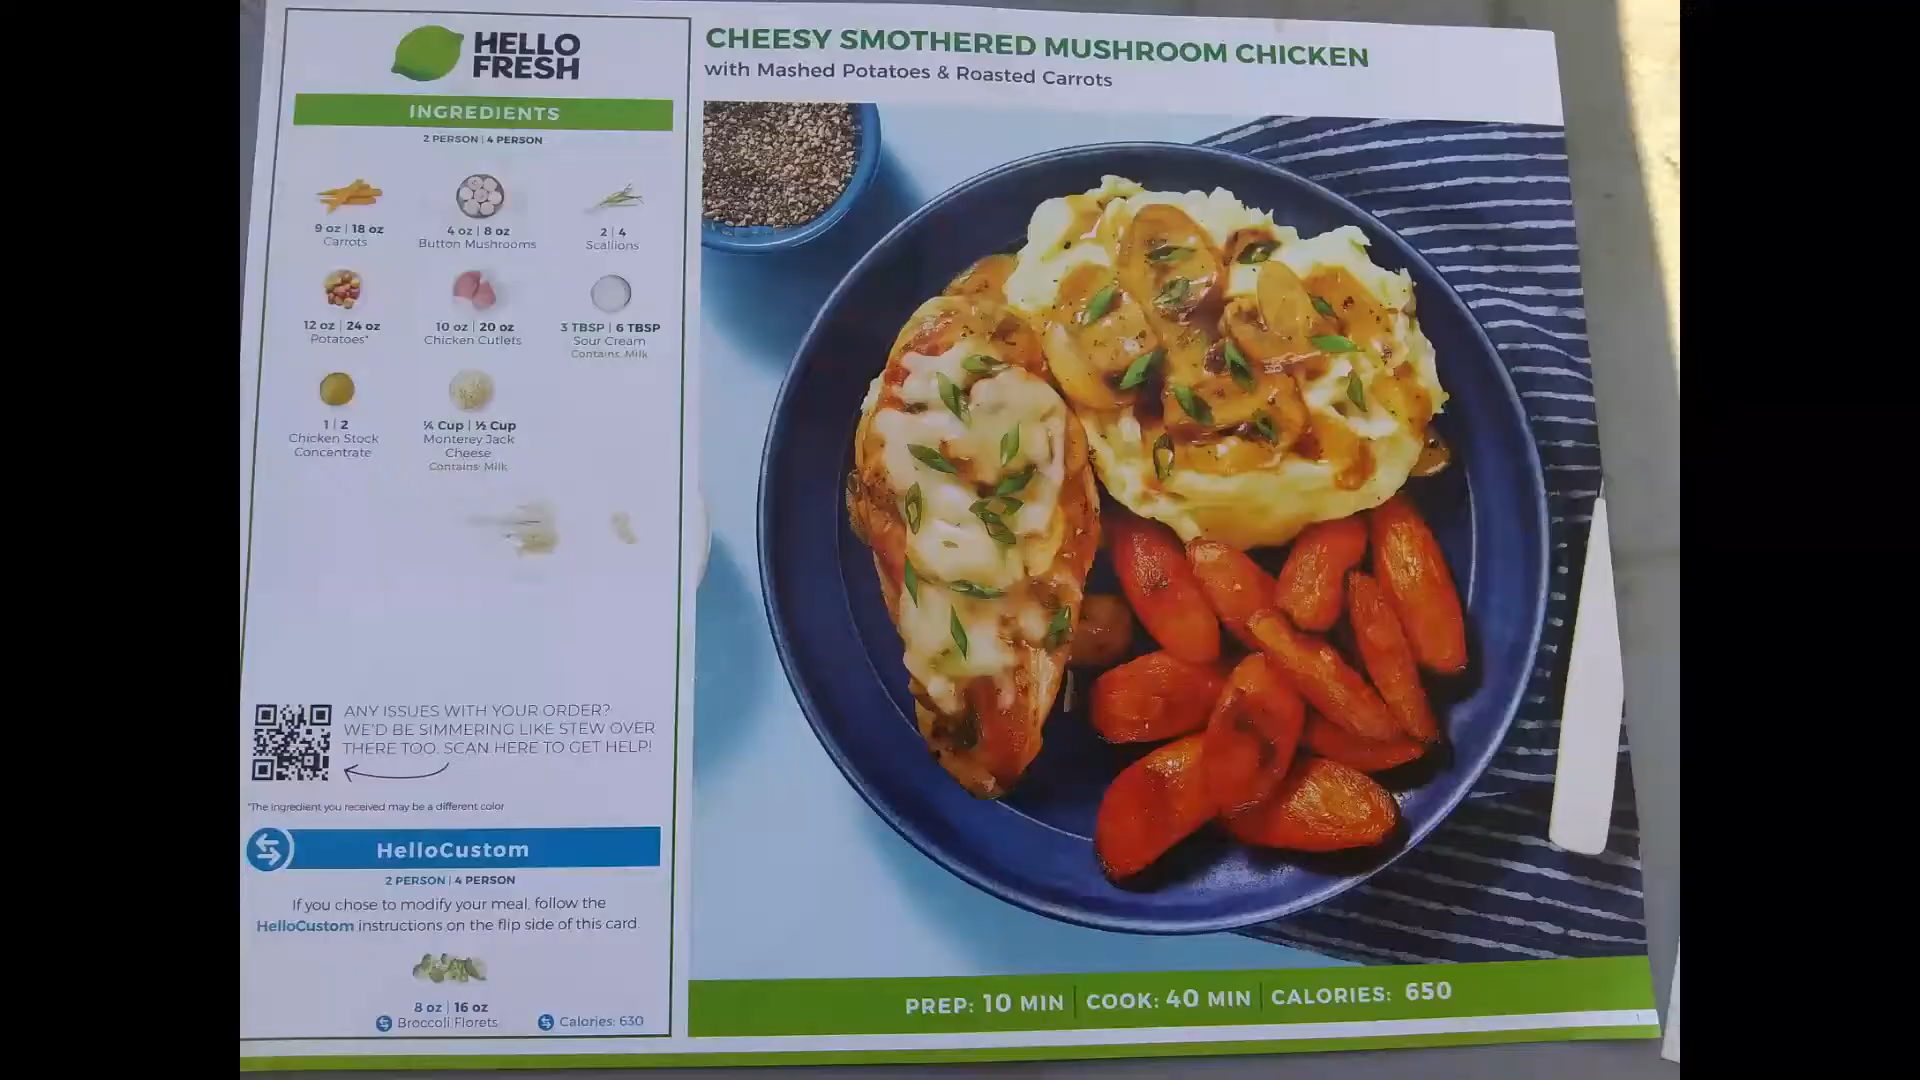 HELLO
FRESH
INGREDIENTS
2 PERSON | 4 PERSON
9 oz | 18 oz
Carrots
4 oz | 8 oz
Button Mushrooms
2 | 4
Scallions
12 oz | 24 oz
Potatoes*
10 oz | 20 oz
Chicken Cutlets
3 TBSP | 6 TBSP
Sour Cream
Contains: Milk
1 | 2
Chicken Stock
Concentrate
¼ Cup | ½ Cup
Monterey Jack
Cheese
Contains: Milk
ANY ISSUES WITH YOUR ORDER?
WE'D BE SIMMERING LIKE STEW OVER
THERE TOO. SCAN HERE TO GET HELP!
*The ingredient you received may be a different color
HelloCustom
2 PERSON | 4 PERSON
If you chose to modify your meal, follow the
HelloCustom instructions on the flip side of this card.
8 oz | 16 oz
Broccoli Florets
Calories: 630
CHEESY SMOTHERED MUSHROOM CHICKEN
with Mashed Potatoes & Roasted Carrots
PREP: 10 MIN | COOK: 40 MIN | CALORIES: 650